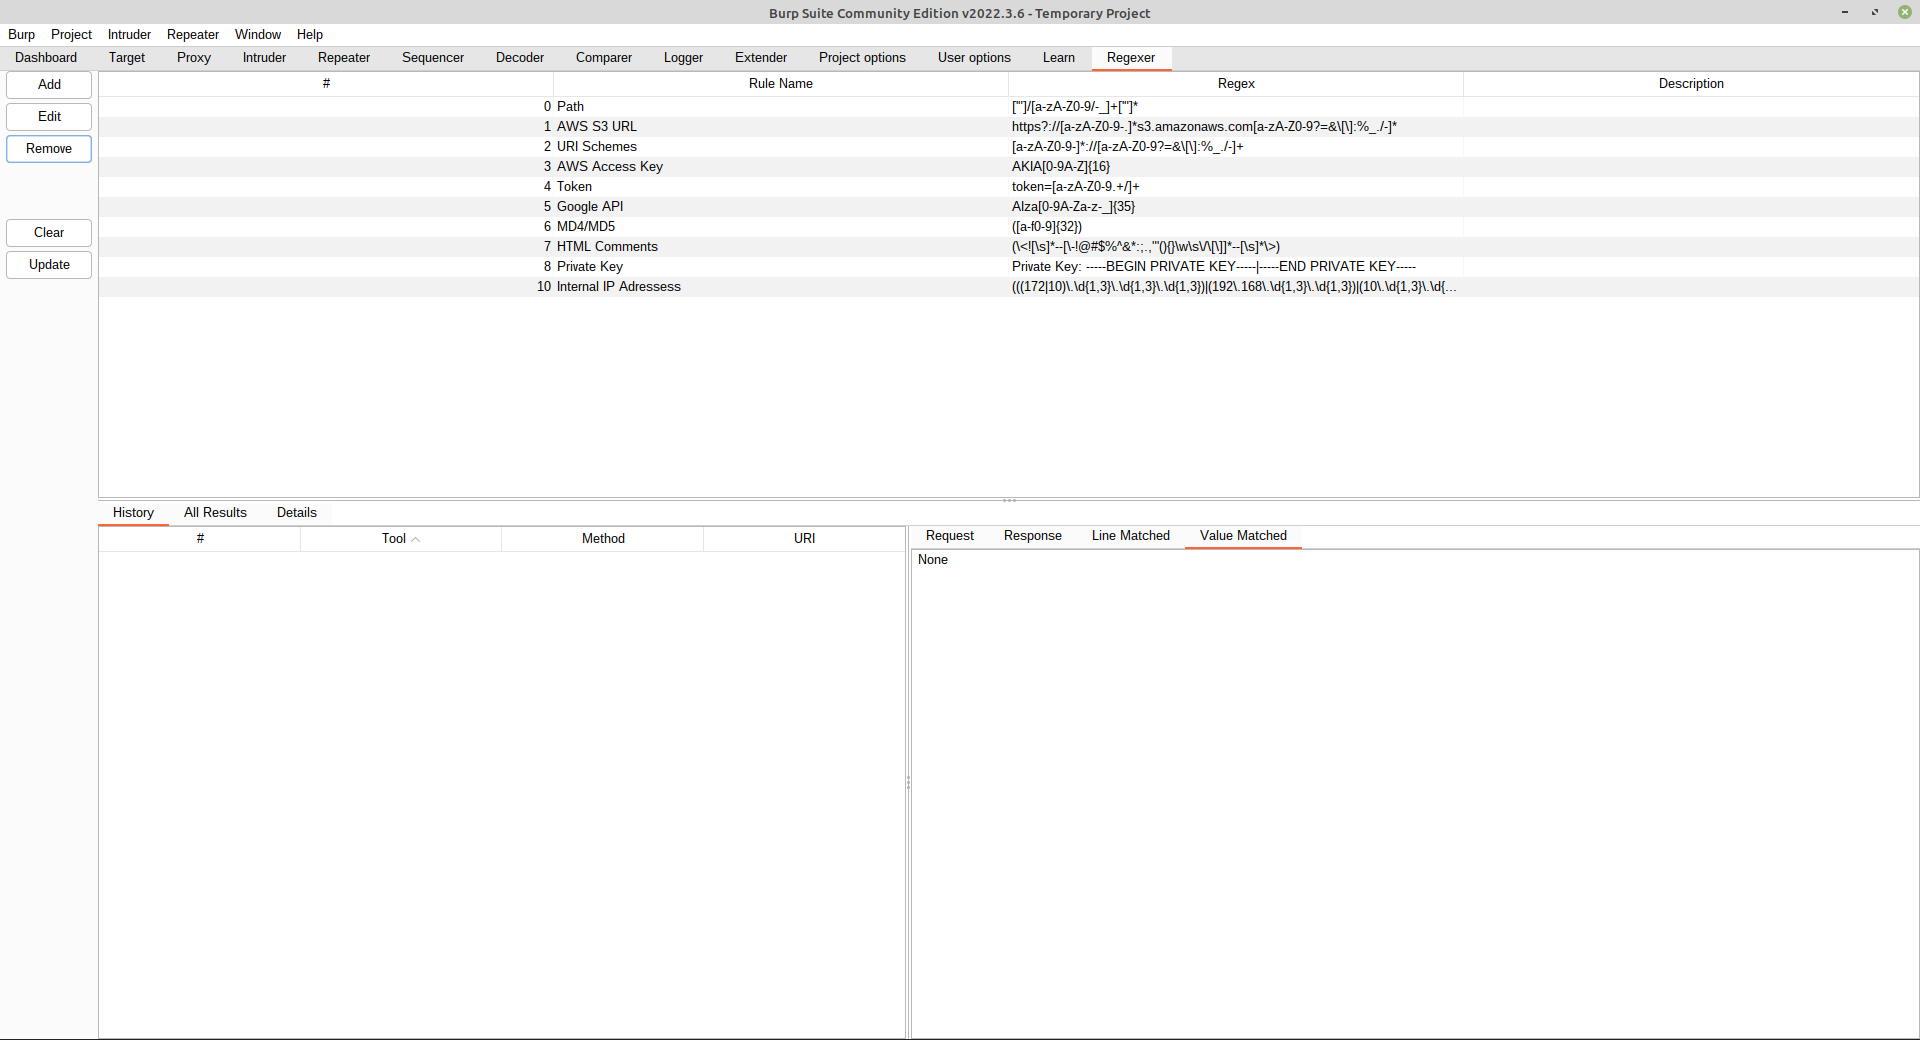 Burp Suite Community Edition v2022.3.6 - Temporary Project
Burp Project Intruder Repeater Window Help
Dashboard Target Proxy Intruder Repeater Sequencer Decoder Comparer Logger Extender Project options User options Learn Regexer
Add
Edit
Remove
Clear
Update
# Rule Name Regex Description
0 Path ["']/[a-zA-Z0-9/-_]+["']*
1 AWS S3 URL https?://[a-zA-Z0-9-.]*s3.amazonaws.com[a-zA-Z0-9?=&\[\]:%_./-]*
2 URI Schemes [a-zA-Z0-9-]*://[a-zA-Z0-9?=&\[\]:%_./-]+
3 AWS Access Key AKIA[0-9A-Z]{16}
4 Token token=[a-zA-Z0-9.+/]+
5 Google API AIza[0-9A-Za-z-_]{35}
6 MD4/MD5 ([a-f0-9]{32})
7 HTML Comments (\<![\s]*--[\-!@#$%^&*:;.,"'(){}\w\s\/\[\]]*--[\s]*\>)
8 Private Key Private Key: -----BEGIN PRIVATE KEY-----|-----END PRIVATE KEY-----
10 Internal IP Adressess (((172|10)\.\d{1,3}\.\d{1,3}\.\d{1,3})|(192\.168\.\d{1,3}\.\d{1,3})|(10\.\d{1,3}\.\d{...
History All Results Details
# Tool Method URI
Request Response Line Matched Value Matched
None